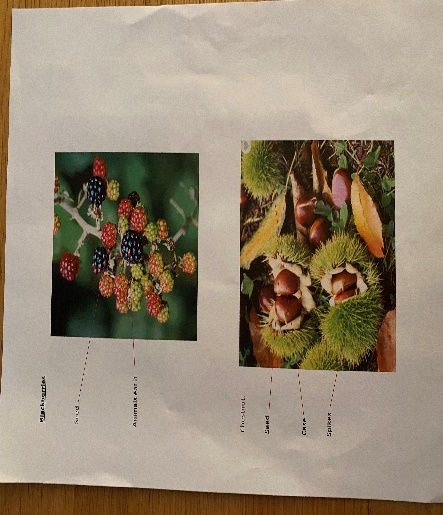 Blackberries
Seed
Animals eat it
Chestnut
Seed
Case
Spikes